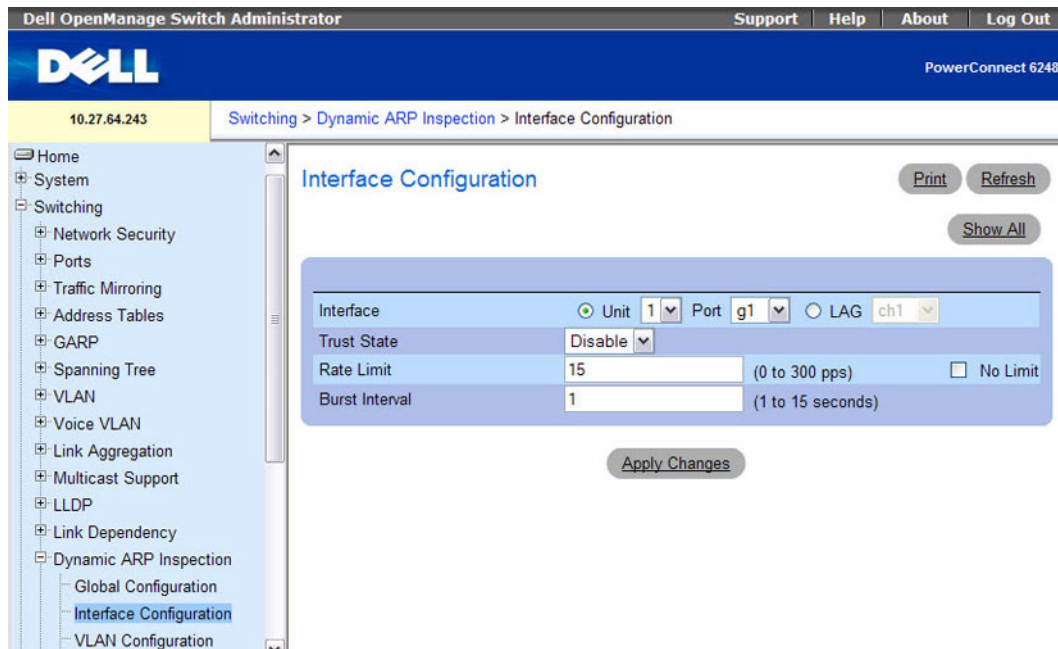 Dell OpenManage Switch Administrator
Support Help About Log Out
DELL
PowerConnect 6248
10.27.64.243
Switching > Dynamic ARP Inspection > Interface Configuration
Home
System
Switching
Network Security
Ports
Traffic Mirroring
Address Tables
GARP
Spanning Tree
VLAN
Voice VLAN
Link Aggregation
Multicast Support
LLDP
Link Dependency
Dynamic ARP Inspection
Global Configuration
Interface Configuration
VLAN Configuration
Interface Configuration
Print Refresh
Show All
Interface Unit 1 Port g1 LAG ch1
Trust State Disable
Rate Limit 15 (0 to 300 pps) No Limit
Burst Interval 1 (1 to 15 seconds)
Apply Changes